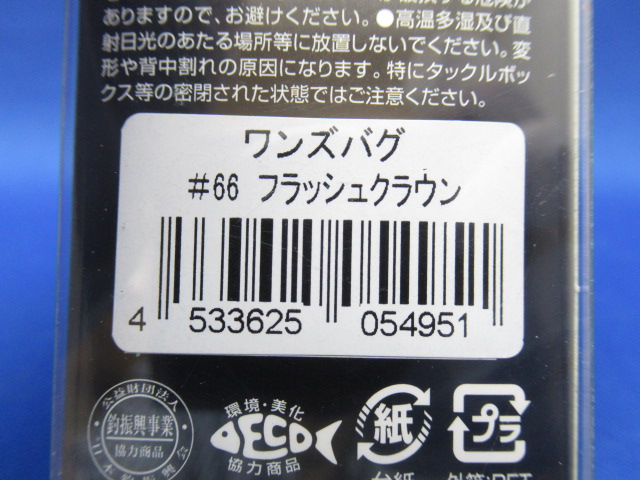 ありますので、お避けください。●高温多湿及び直
射日光のあたる場所等に放置しないでください。変
形や背中割れの原因になります。特にタックルボッ
クス等の密閉された状態ではご注意ください。
ワンズバグ
#66 フラッシュクラウン
4 533625 054951
公益財団法人
釣振興事業
協力商品
環境・美化
DECO
協力商品
紙
プラ
台紙
外箱:PET